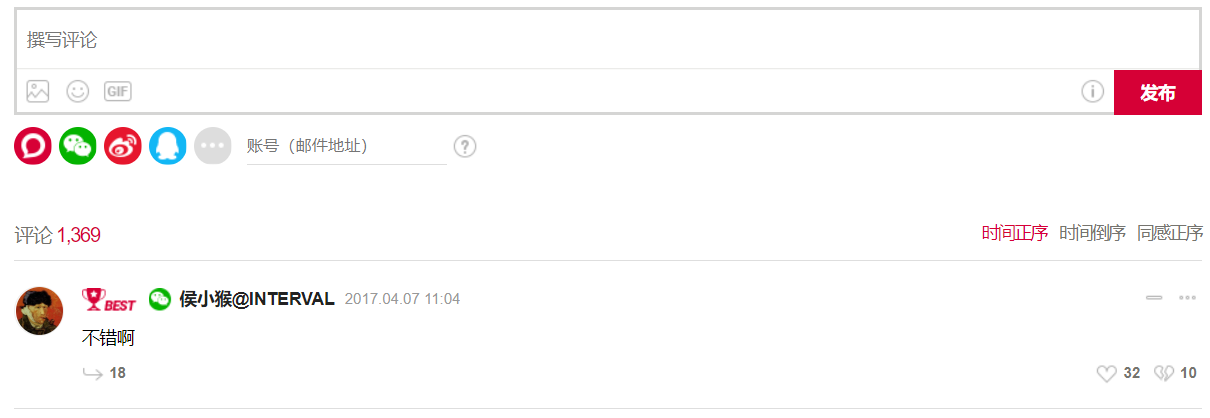 撰写评论
GIF
发布
账号（邮件地址）
?
评论 1,369
时间正序 时间倒序 同感正序
BEST 侯小猴@INTERVAL 2017.04.07 11:04
不错啊
18
32 10